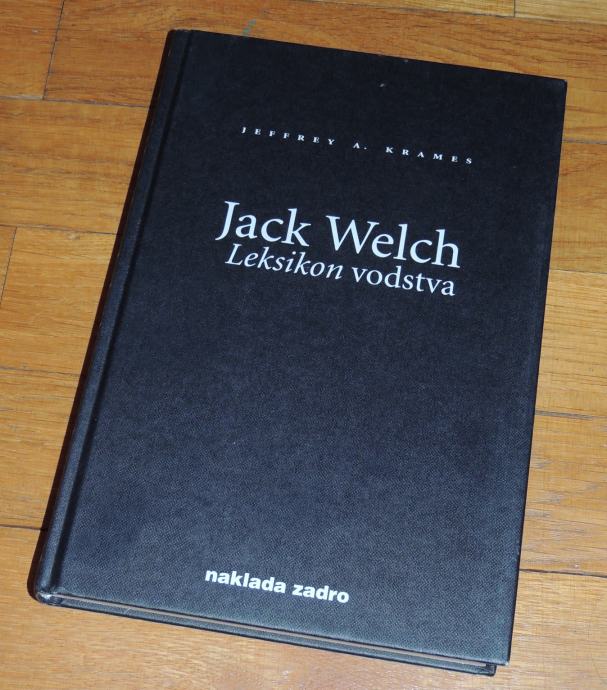 JEFFREY A. KRAMES
Jack Welch
Leksikon vodstva
naklada zadro